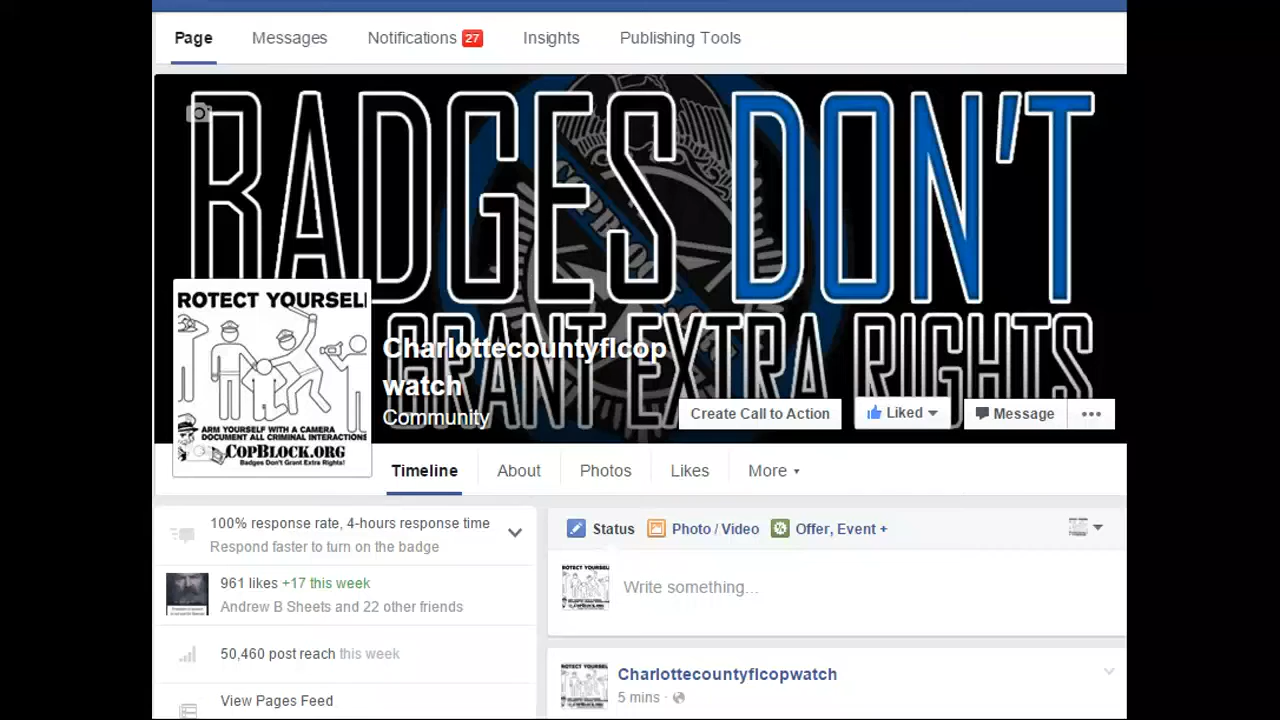 Page Messages Notifications 27 Insights Publishing Tools
BADGES DON'T
GRANT EXTRA RIGHTS
COPBLOCK.ORG
ROTECT YOURSEL
ARM YOURSELF WITH A CAMERA
DOCUMENT ALL CRIMINAL INTERACTIONS
COPBLOCK.ORG
Badges Don't Grant Extra Rights!
Charlottecountyflcop
watch
Community
Create Call to Action Liked Message
Timeline About Photos Likes More
100% response rate, 4-hours response time
Respond faster to turn on the badge
961 likes +17 this week
Andrew B Sheets and 22 other friends
50,460 post reach this week
View Pages Feed
Status Photo / Video Offer, Event +
Write something...
Charlottecountyflcopwatch
5 mins ·